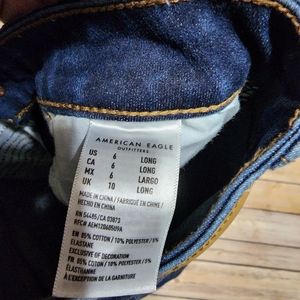 AMERICAN EAGLE
OUTFITTERS
US 6 LONG
CA 6 LONG
MX 6 LARGO
UK 10 LONG
MADE IN CHINA / FABRIQUÉ EN CHINE /
HECHO EN CHINA
RN 54485/CA 03873
EN 85% COTTON / 10% POLYESTER / 5%
ELASTANE
EXCLUSIVE OF DECORATION
FR 85% COTON / 10% POLYESTER / 5%
ÉLASTHANNE
À L'EXCEPTION DE LA GARNITURE